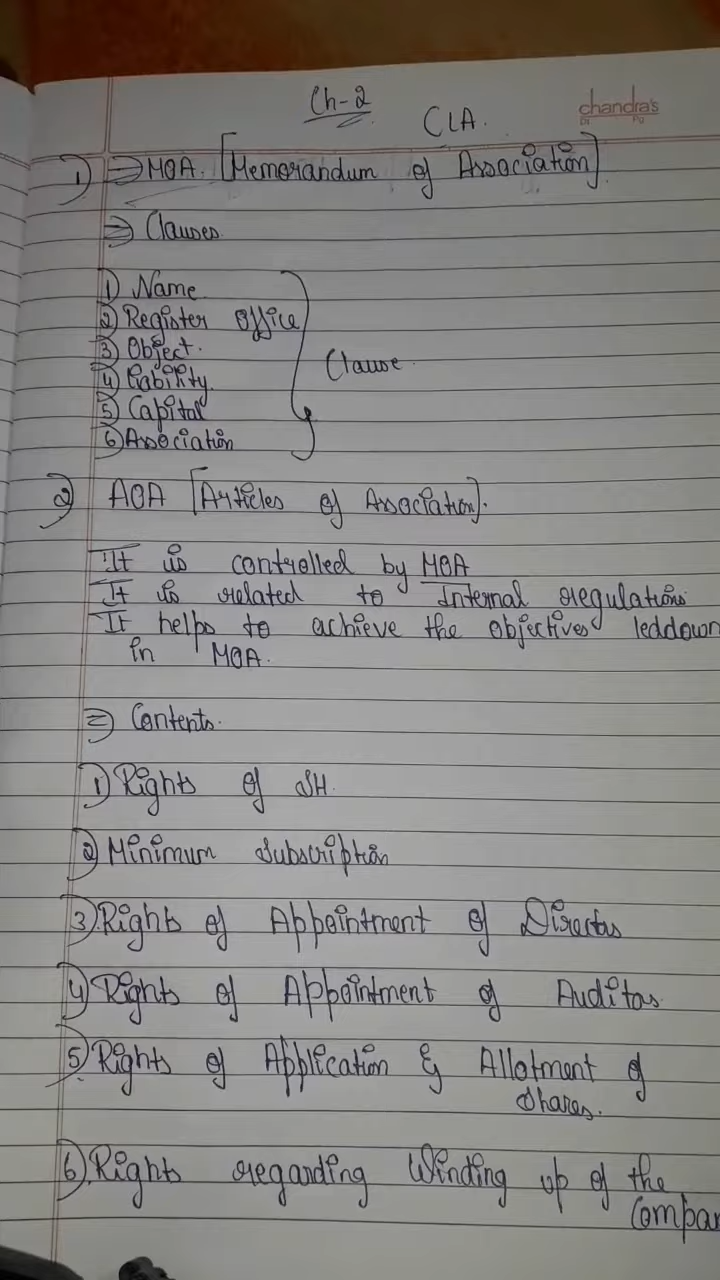 Ch-2
CLA.
chandra's
1) ⇒ MOA. [Memorandum of Association]
⇒ Clauses.
1) Name
2) Register office
3) Object.
4) Liability.
Clause
5) Capital
6) Association
2) AOA [Articles of Association].
It is controlled by MOA
It is related to Internal regulations
It helps to achieve the objectives leddown
in MOA.
⇒ Contents.
1) Rights of SH.
2) Minimum Subscription
3) Rights of Appointment of Directors
4) Rights of Appointment of Auditors
5) Rights of Application & Allotment of
Shares.
6) Rights regarding Winding up of the
Compa